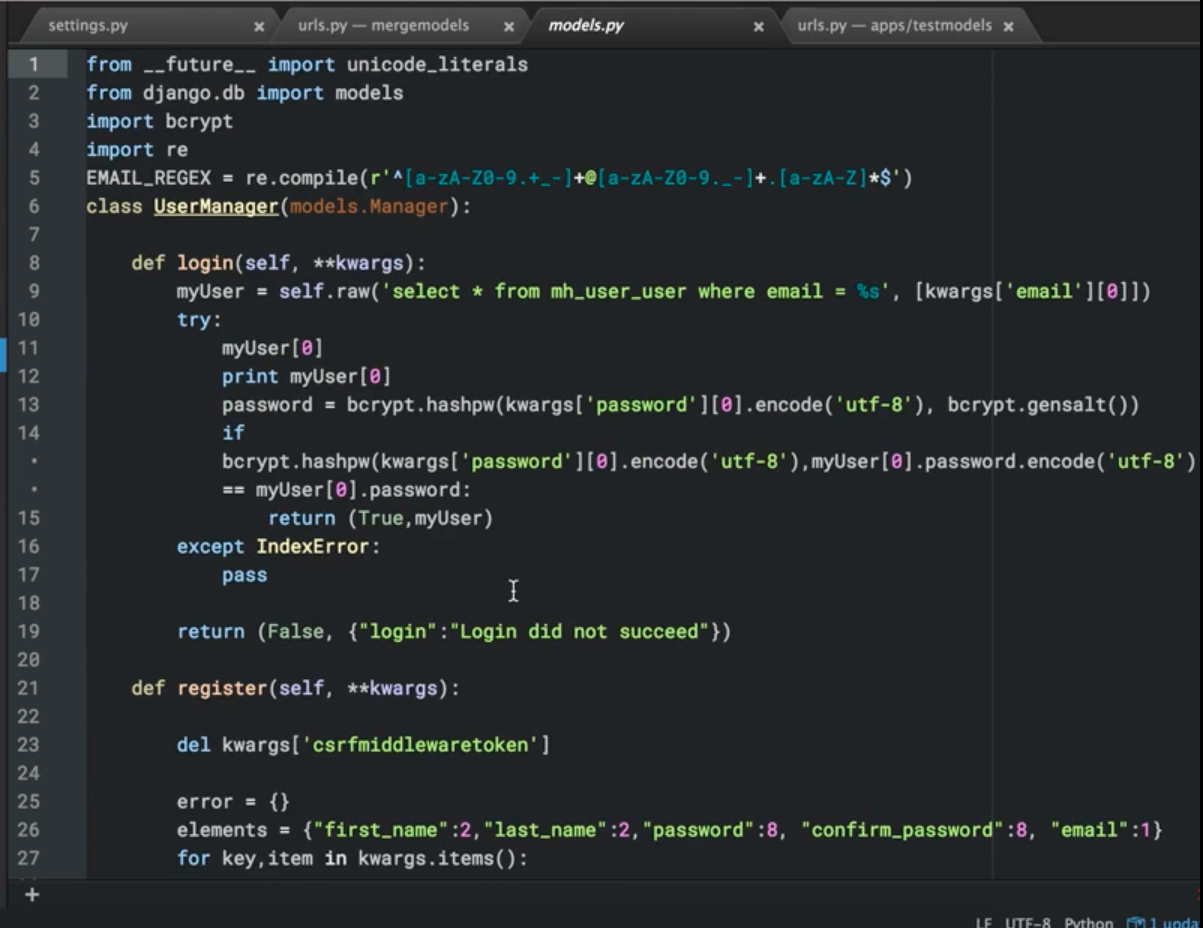 settings.py × urls.py — mergemodels × models.py × urls.py — apps/testmodels ×
1 from __future__ import unicode_literals
2 from django.db import models
3 import bcrypt
4 import re
5 EMAIL_REGEX = re.compile(r'^[a-zA-Z0-9.+_-]+@[a-zA-Z0-9._-]+.[a-zA-Z]*$')
6 class UserManager(models.Manager):
7
8     def login(self, **kwargs):
9         myUser = self.raw('select * from mh_user_user where email = %s', [kwargs['email'][0]])
10         try:
11             myUser[0]
12             print myUser[0]
13             password = bcrypt.hashpw(kwargs['password'][0].encode('utf-8'), bcrypt.gensalt())
14             if
•             bcrypt.hashpw(kwargs['password'][0].encode('utf-8'),myUser[0].password.encode('utf-8')
•             == myUser[0].password:
15                 return (True,myUser)
16         except IndexError:
17             pass
18
19         return (False, {"login":"Login did not succeed"})
20
21     def register(self, **kwargs):
22
23         del kwargs['csrfmiddlewaretoken']
24
25         error = {}
26         elements = {"first_name":2,"last_name":2,"password":8, "confirm_password":8, "email":1}
27         for key,item in kwargs.items():
+
LF UTF-8 Python 1 upda